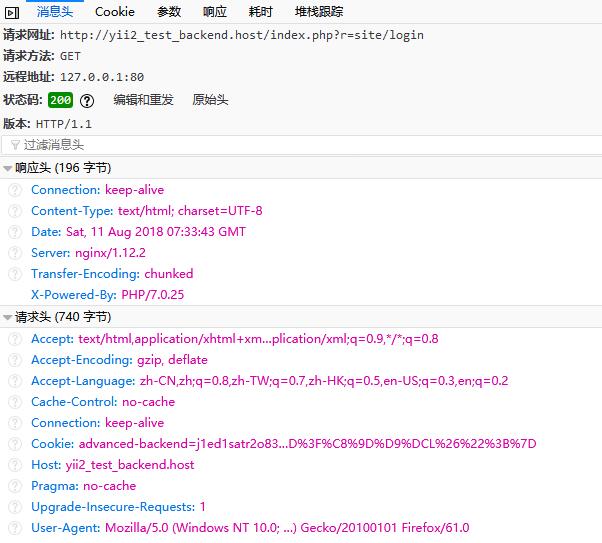 消息头 Cookie 参数 响应 耗时 堆栈跟踪
请求网址: http://yii2_test_backend.host/index.php?r=site/login
请求方法: GET
远程地址: 127.0.0.1:80
状态码: 200 ? 编辑和重发 原始头
版本: HTTP/1.1
过滤消息头
响应头 (196 字节)
? Connection: keep-alive
? Content-Type: text/html; charset=UTF-8
? Date: Sat, 11 Aug 2018 07:33:43 GMT
? Server: nginx/1.12.2
? Transfer-Encoding: chunked
X-Powered-By: PHP/7.0.25
请求头 (740 字节)
? Accept: text/html,application/xhtml+xm…plication/xml;q=0.9,*/*;q=0.8
? Accept-Encoding: gzip, deflate
? Accept-Language: zh-CN,zh;q=0.8,zh-TW;q=0.7,zh-HK;q=0.5,en-US;q=0.3,en;q=0.2
? Cache-Control: no-cache
? Connection: keep-alive
? Cookie: advanced-backend=j1ed1satr2o83…D%3F%C8%9D%D9%DCL%26%22%3B%7D
? Host: yii2_test_backend.host
? Pragma: no-cache
? Upgrade-Insecure-Requests: 1
? User-Agent: Mozilla/5.0 (Windows NT 10.0; …) Gecko/20100101 Firefox/61.0